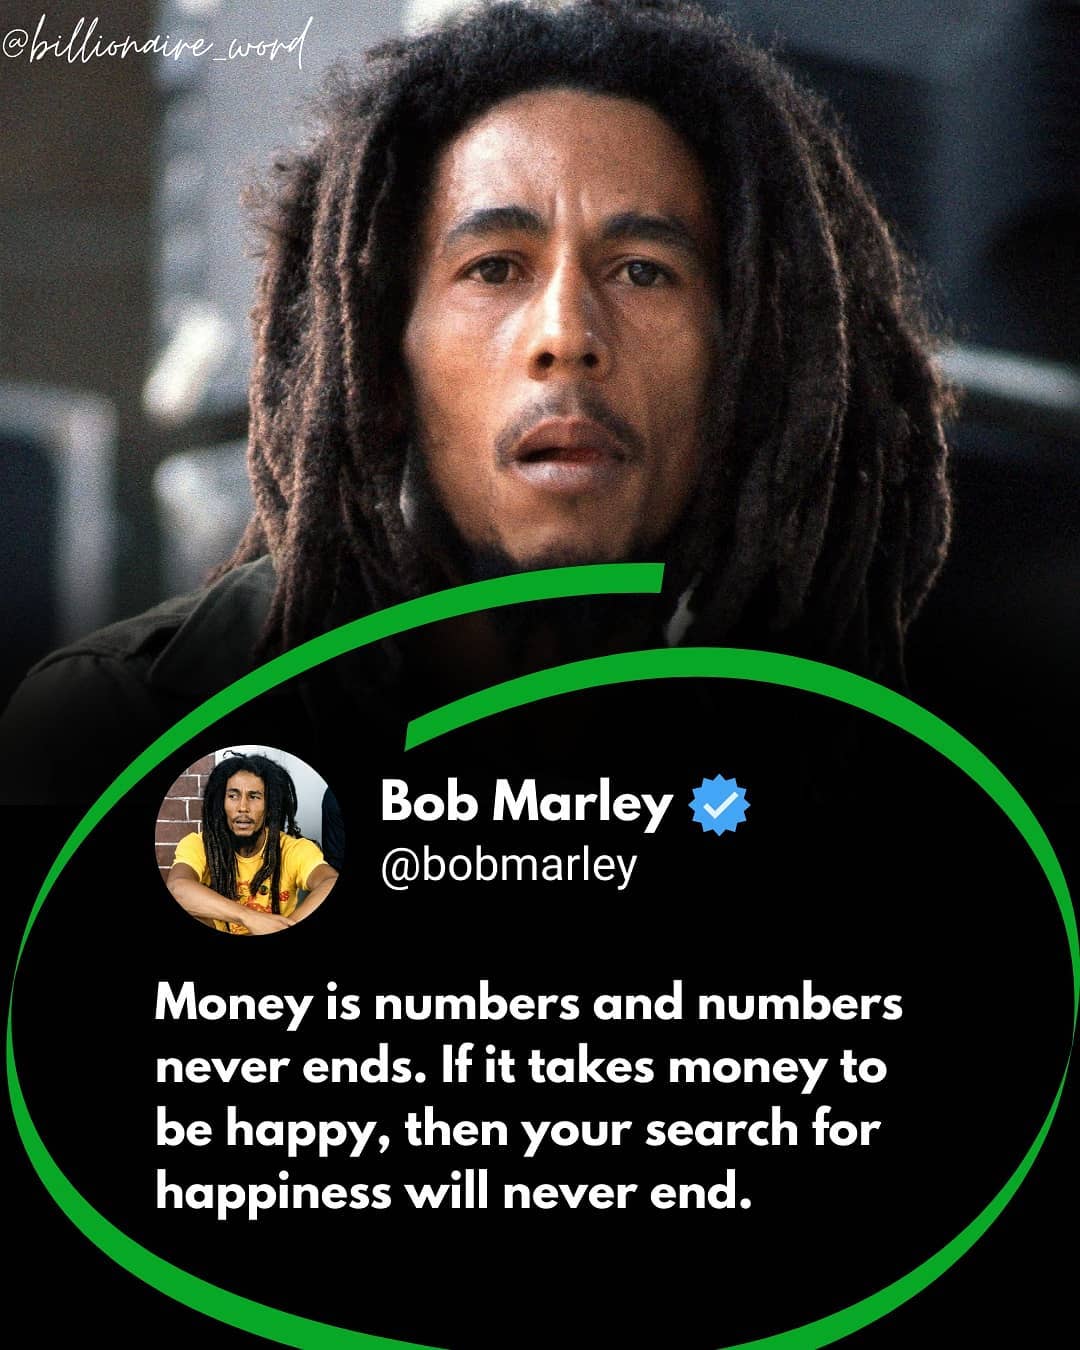 @billionaire_word
Bob Marley
@bobmarley
Money is numbers and numbers
never ends. If it takes money to
be happy, then your search for
happiness will never end.